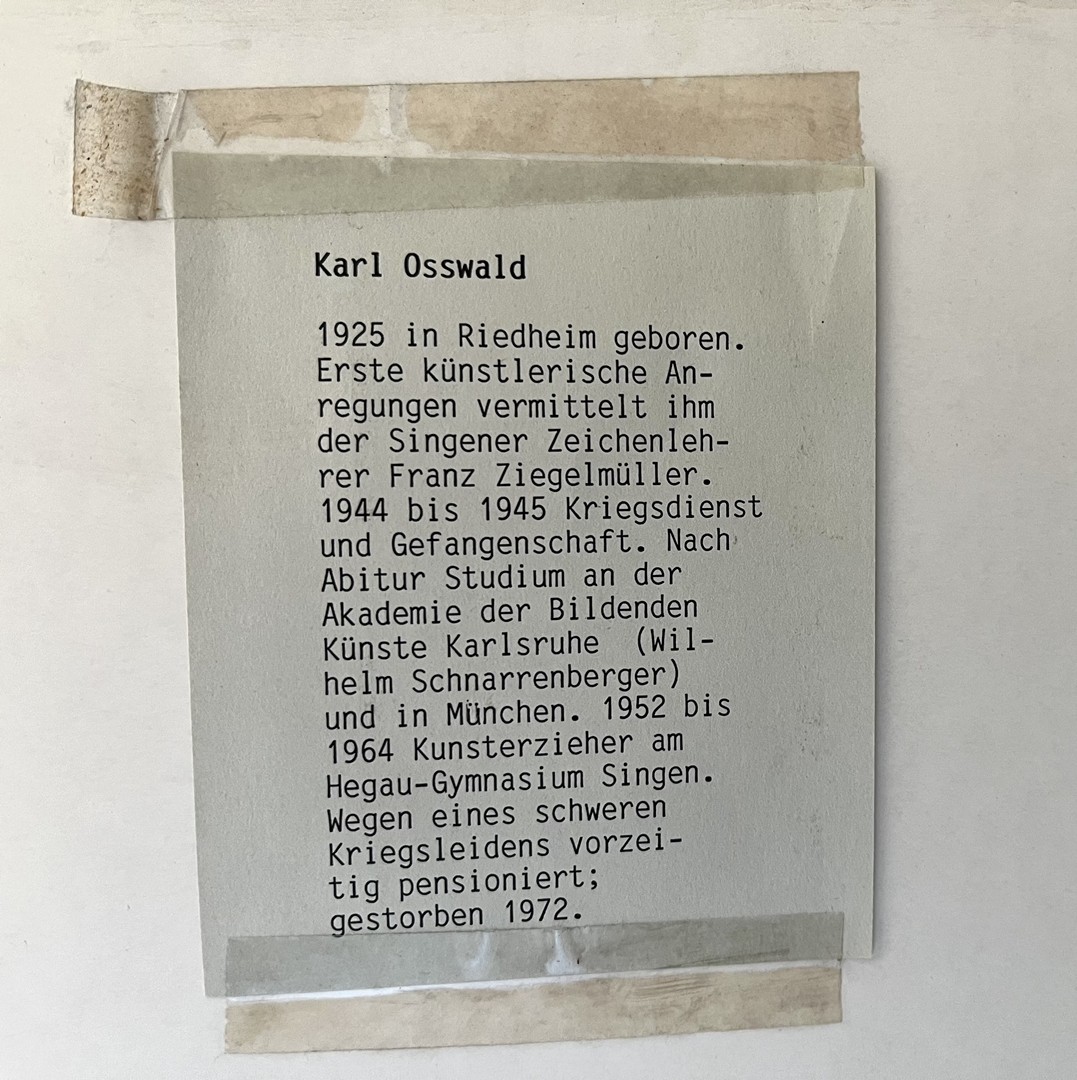 Karl Osswald
1925 in Riedheim geboren.
Erste künstlerische An-
regungen vermittelt ihm
der Singener Zeichenleh-
rer Franz Ziegelmüller.
1944 bis 1945 Kriegsdienst
und Gefangenschaft. Nach
Abitur Studium an der
Akademie der Bildenden
Künste Karlsruhe (Wil-
helm Schnarrenberger)
und in München. 1952 bis
1964 Kunsterzieher am
Hegau-Gymnasium Singen.
Wegen eines schweren
Kriegsleidens vorzei-
tig pensioniert;
gestorben 1972.